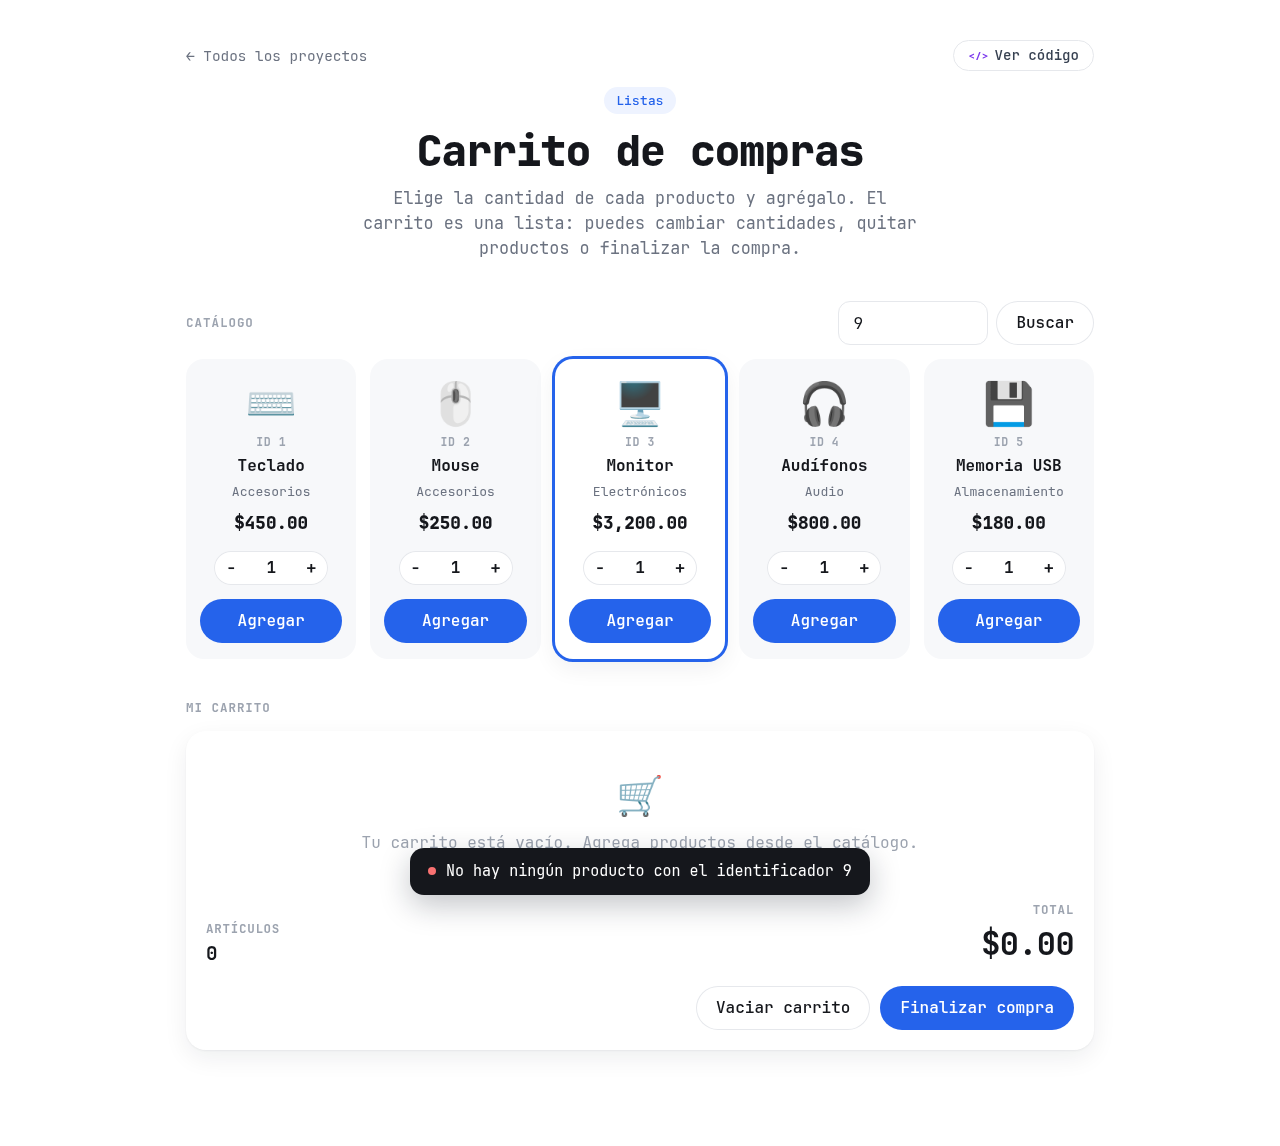 ← Todos los proyectos
</> Ver código
Listas
Carrito de compras
Elige la cantidad de cada producto y agrégalo. El
carrito es una lista: puedes cambiar cantidades, quitar
productos o finalizar la compra.
CATÁLOGO
9
Buscar
ID 1
Teclado
Accesorios
$450.00
- 1 +
Agregar
ID 2
Mouse
Accesorios
$250.00
- 1 +
Agregar
ID 3
Monitor
Electrónicos
$3,200.00
- 1 +
Agregar
ID 4
Audífonos
Audio
$800.00
- 1 +
Agregar
ID 5
Memoria USB
Almacenamiento
$180.00
- 1 +
Agregar
MI CARRITO
Tu carrito está vacío. Agrega productos desde el catálogo.
No hay ningún producto con el identificador 9
ARTÍCULOS
0
TOTAL
$0.00
Vaciar carrito
Finalizar compra